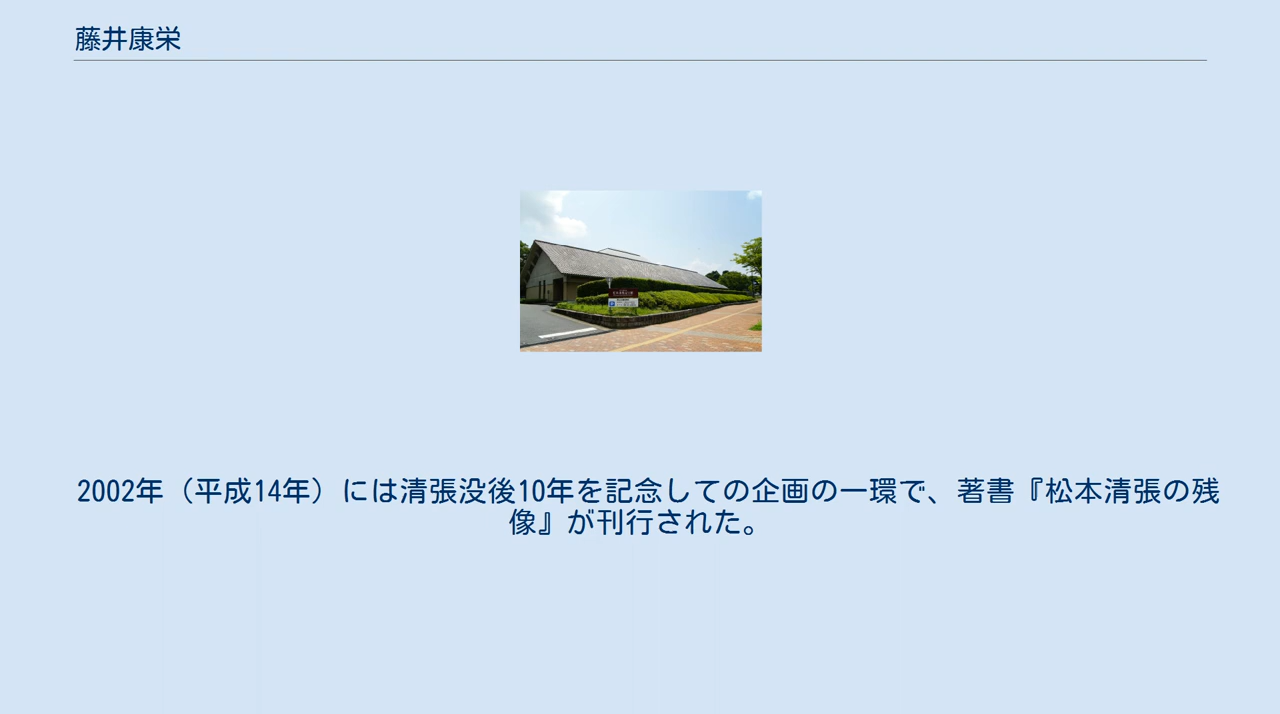 藤井康栄
2002年（平成14年）には清張没後10年を記念しての企画の一環で、著書『松本清張の残
像』が刊行された。